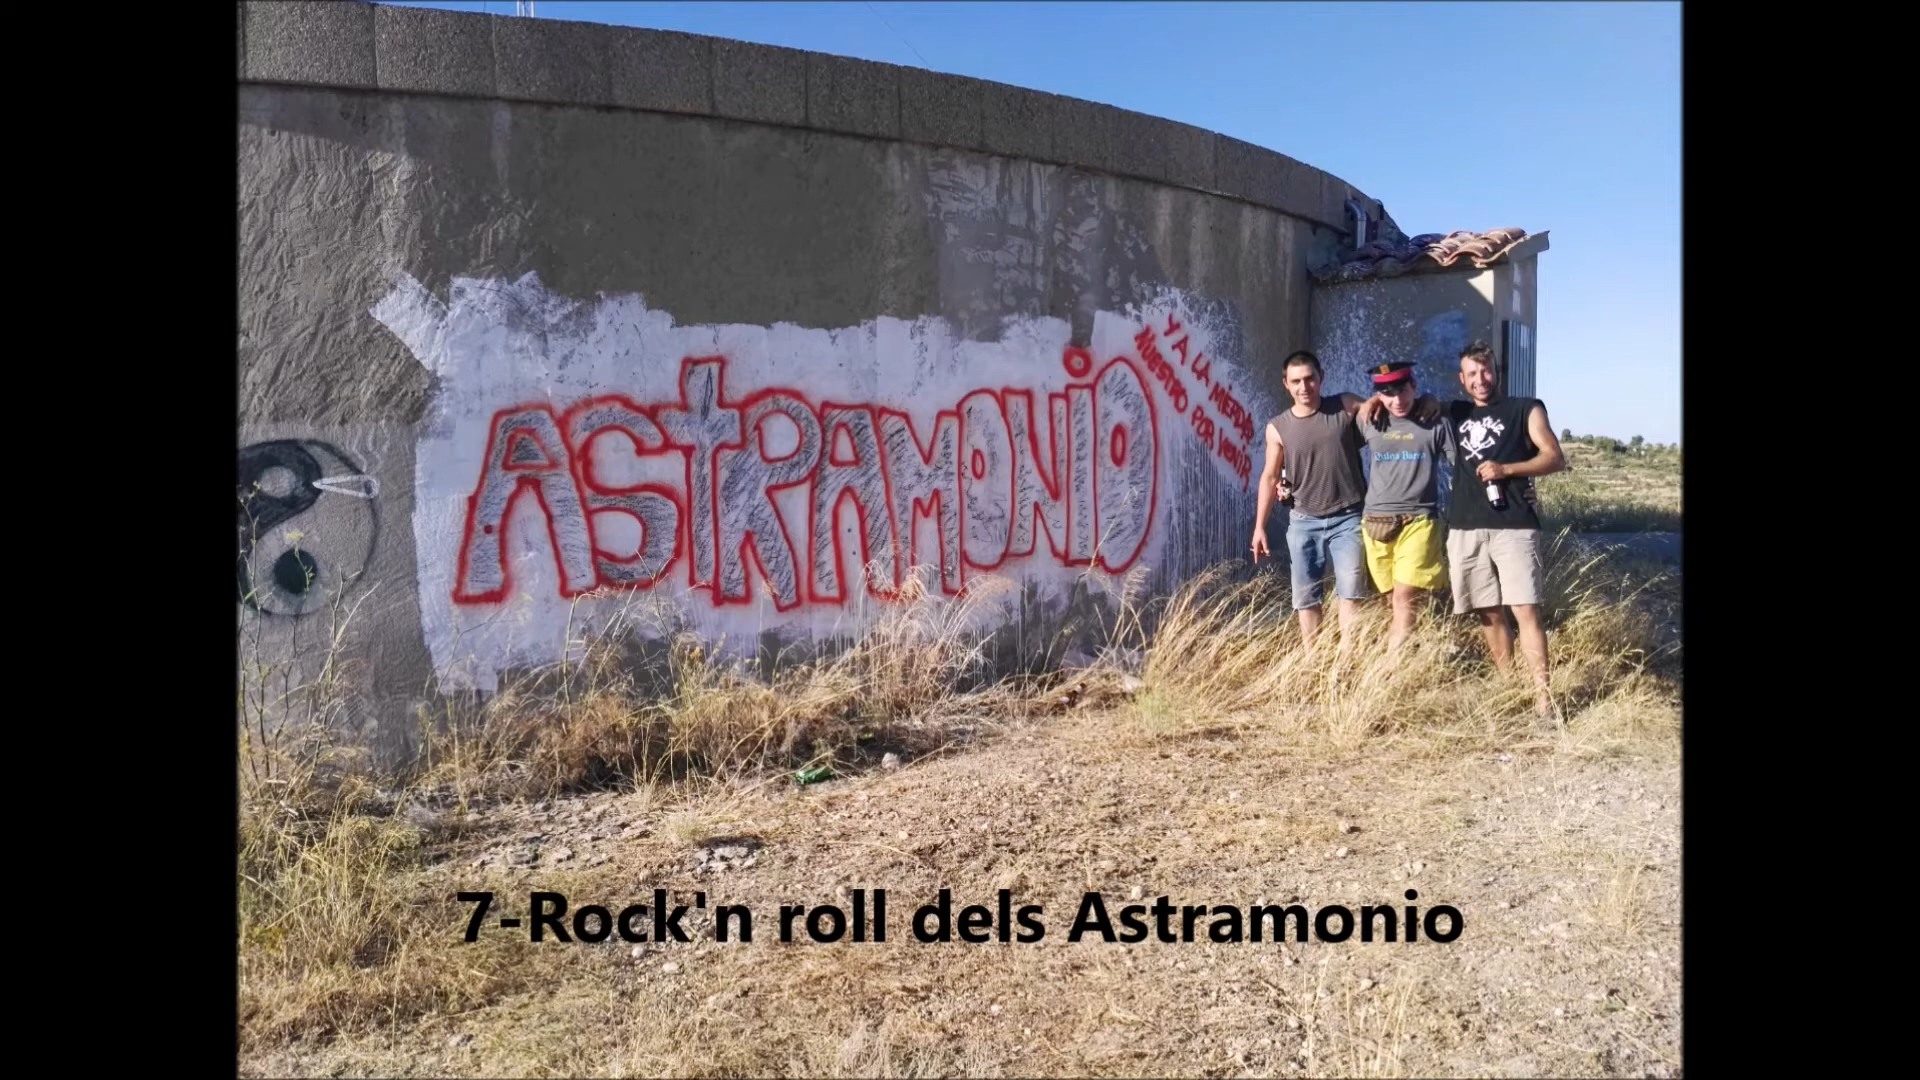 ASTRAMONIO
Y A LA MIERDA
NUESTRO POR VENIR
7-Rock'n roll dels Astramonio